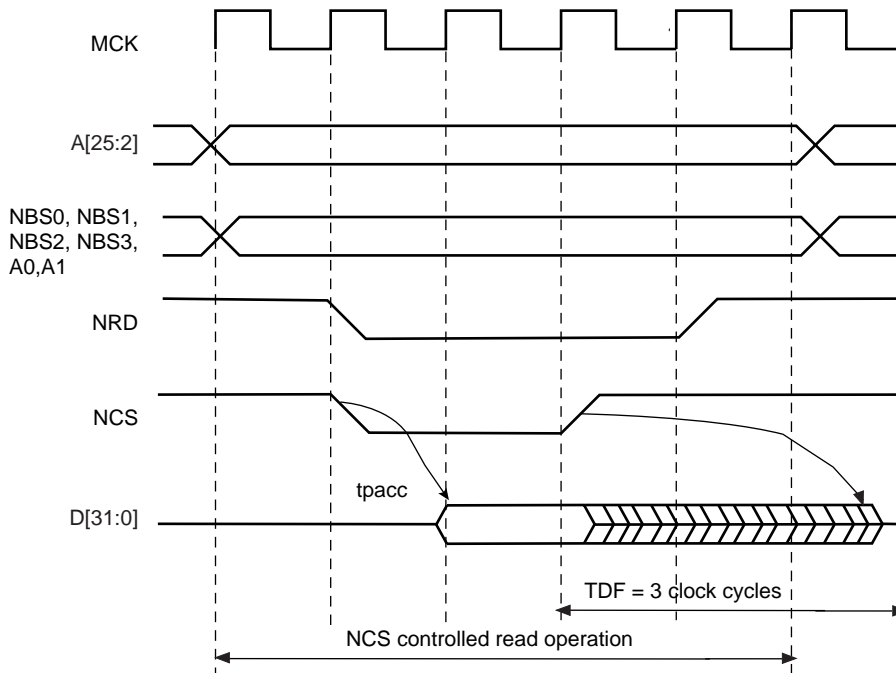 MCK
A[25:2]
NBS0, NBS1,
NBS2, NBS3,
A0,A1
NRD
NCS
tpacc
D[31:0]
TDF = 3 clock cycles
NCS controlled read operation